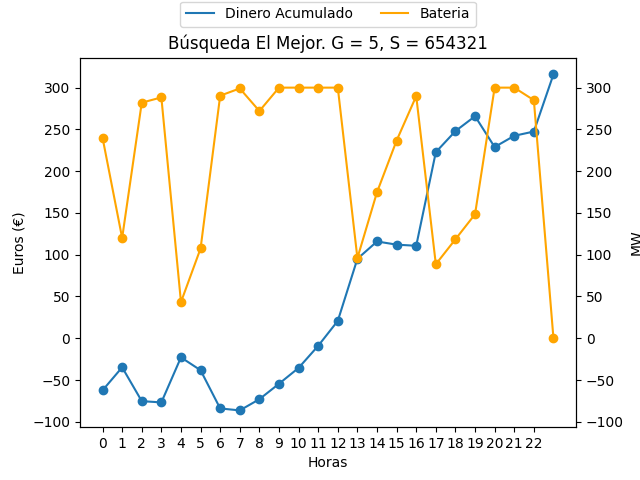 Dinero Acumulado Bateria
Búsqueda El Mejor. G = 5, S = 654321
300 300
250 250
200 200
150 150
100 100
50 50
0 0
−50 −50
−100 −100
Euros (€)
MW
0 1 2 3 4 5 6 7 8 9 10 11 12 13 14 15 16 17 18 19 20 21 22
Horas